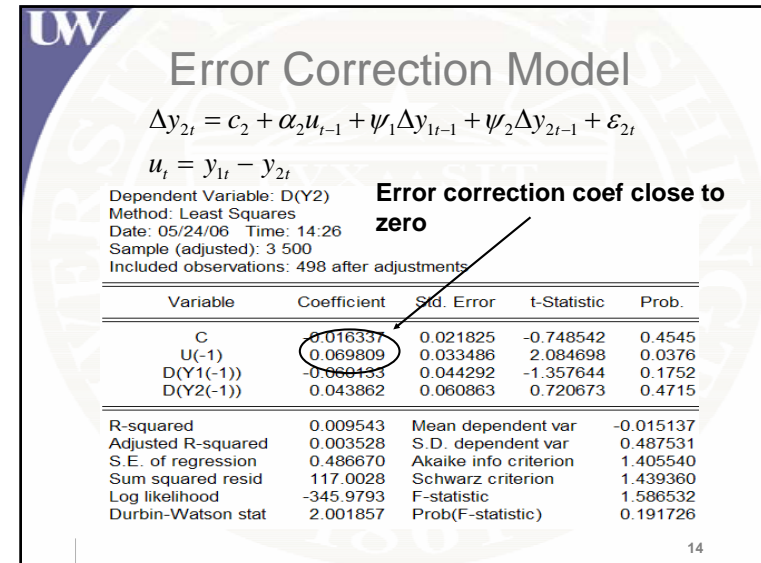 UW
Error Correction Model
Δy₂ₜ = c₂ + α₂uₜ₋₁ + ψ₁Δy₁ₜ₋₁ + ψ₂Δy₂ₜ₋₁ + ε₂ₜ
uₜ = y₁ₜ − y₂ₜ
Error correction coef close to
zero
Dependent Variable: D(Y2)
Method: Least Squares
Date: 05/24/06 Time: 14:26
Sample (adjusted): 3 500
Included observations: 498 after adjustments
Variable Coefficient Std. Error t-Statistic Prob.
C -0.016337 0.021825 -0.748542 0.4545
U(-1) 0.069809 0.033486 2.084698 0.0376
D(Y1(-1)) -0.060133 0.044292 -1.357644 0.1752
D(Y2(-1)) 0.043862 0.060863 0.720673 0.4715
R-squared 0.009543 Mean dependent var -0.015137
Adjusted R-squared 0.003528 S.D. dependent var 0.487531
S.E. of regression 0.486670 Akaike info criterion 1.405540
Sum squared resid 117.0028 Schwarz criterion 1.439360
Log likelihood -345.9793 F-statistic 1.586532
Durbin-Watson stat 2.001857 Prob(F-statistic) 0.191726
14